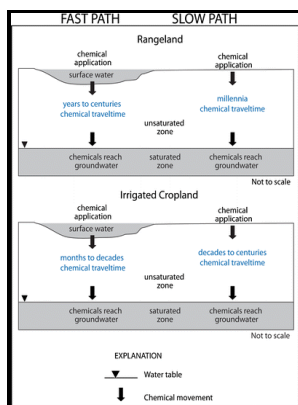 FAST PATH SLOW PATH
Rangeland
chemical application
chemical application
surface water
years to centuries
chemical traveltime
millennia
chemical traveltime
unsaturated
zone
chemicals reach
groundwater
saturated
zone
chemicals reach
groundwater
Not to scale
Irrigated Cropland
chemical
application
chemical
application
surface water
months to decades
chemical traveltime
decades to centuries
chemical traveltime
unsaturated
zone
chemicals reach
groundwater
saturated
zone
chemicals reach
groundwater
Not to scale
EXPLANATION
Water table
Chemical movement